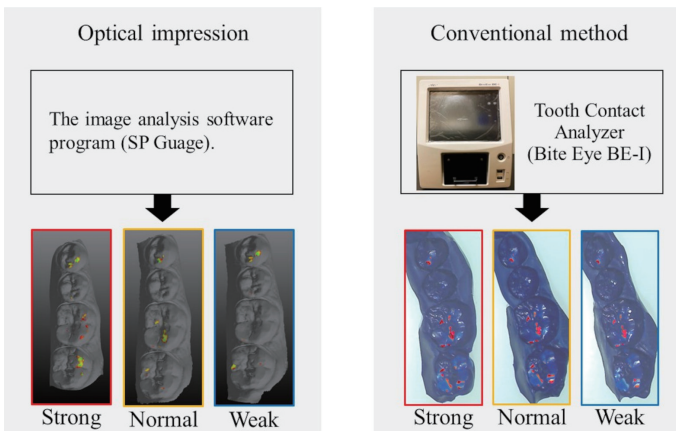 Optical impression
The image analysis software
program (SP Guage).
Strong
Normal
Weak
Conventional method
Tooth Contact
Analyzer
(Bite Eye BE-I)
Strong
Normal
Weak